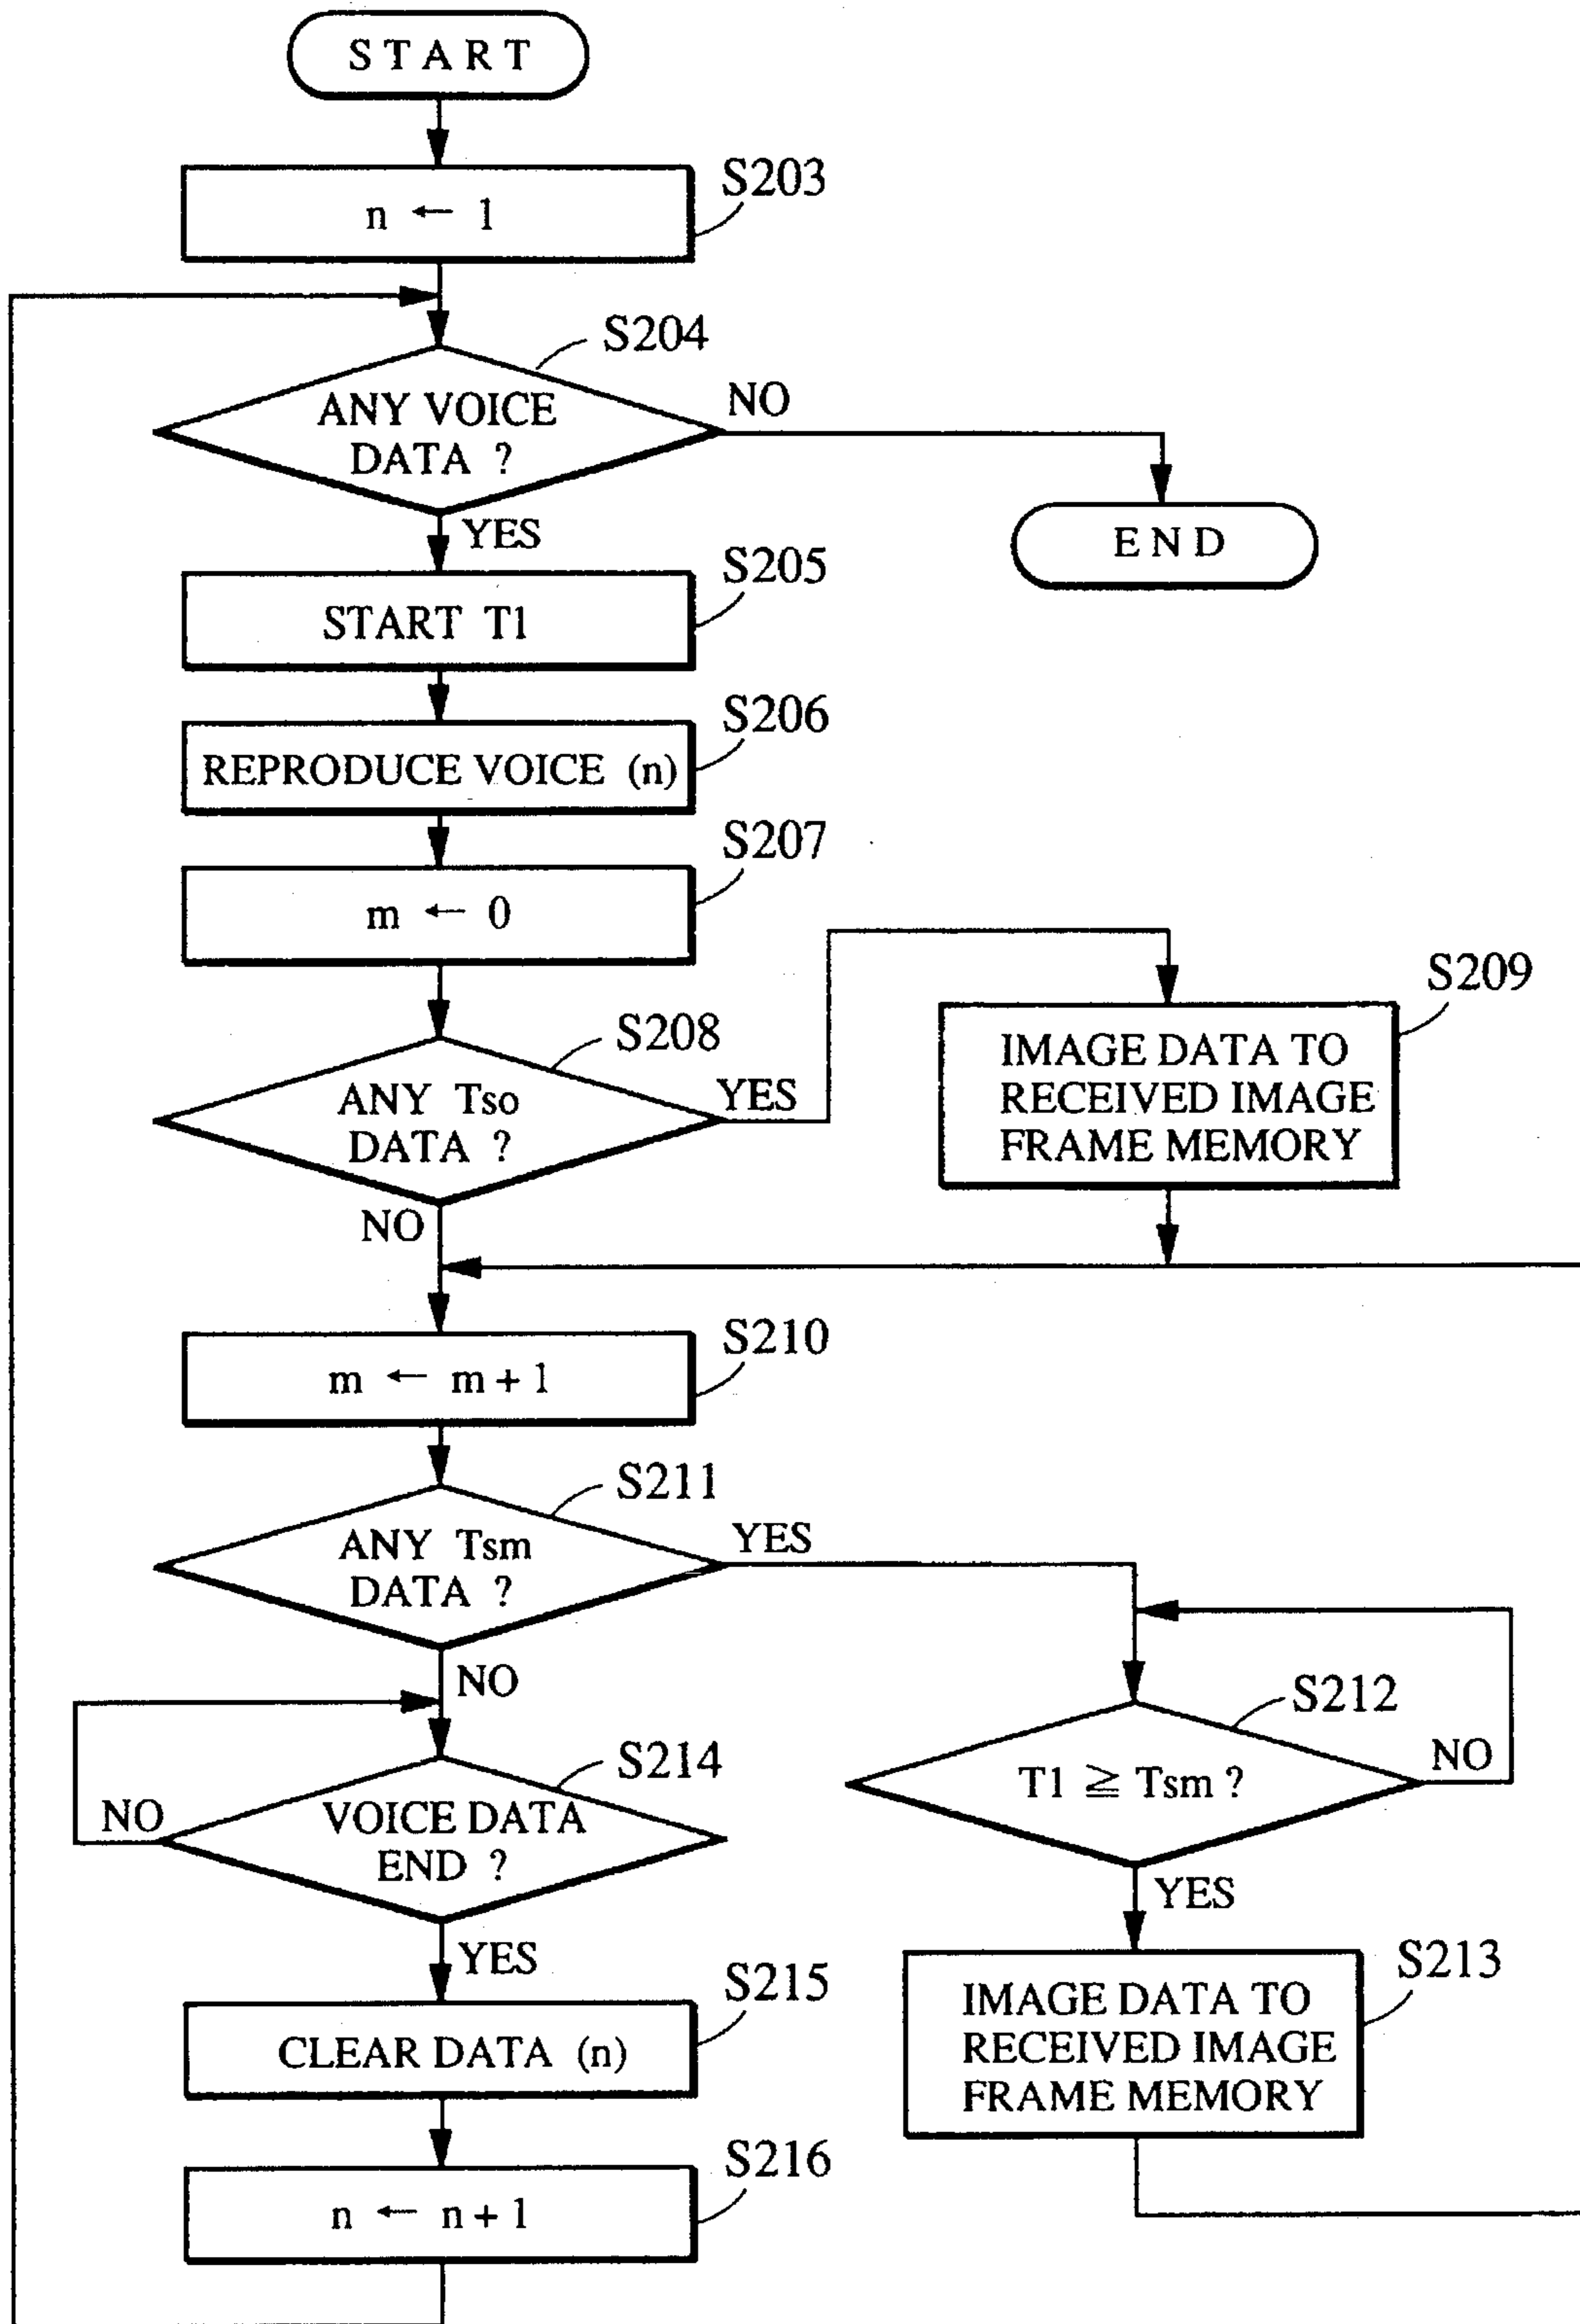 START
n ← 1
S203
S204
ANY VOICE
DATA ?
NO
YES
END
S205
START T1
S206
REPRODUCE VOICE (n)
S207
m ← 0
S208
ANY Tso
DATA ?
YES
NO
S209
IMAGE DATA TO
RECEIVED IMAGE
FRAME MEMORY
S210
m ← m + 1
S211
ANY Tsm
DATA ?
YES
NO
S212
T1 ≧ Tsm ?
NO
YES
S214
VOICE DATA
END ?
NO
YES
S213
IMAGE DATA TO
RECEIVED IMAGE
FRAME MEMORY
S215
CLEAR DATA (n)
S216
n ← n + 1